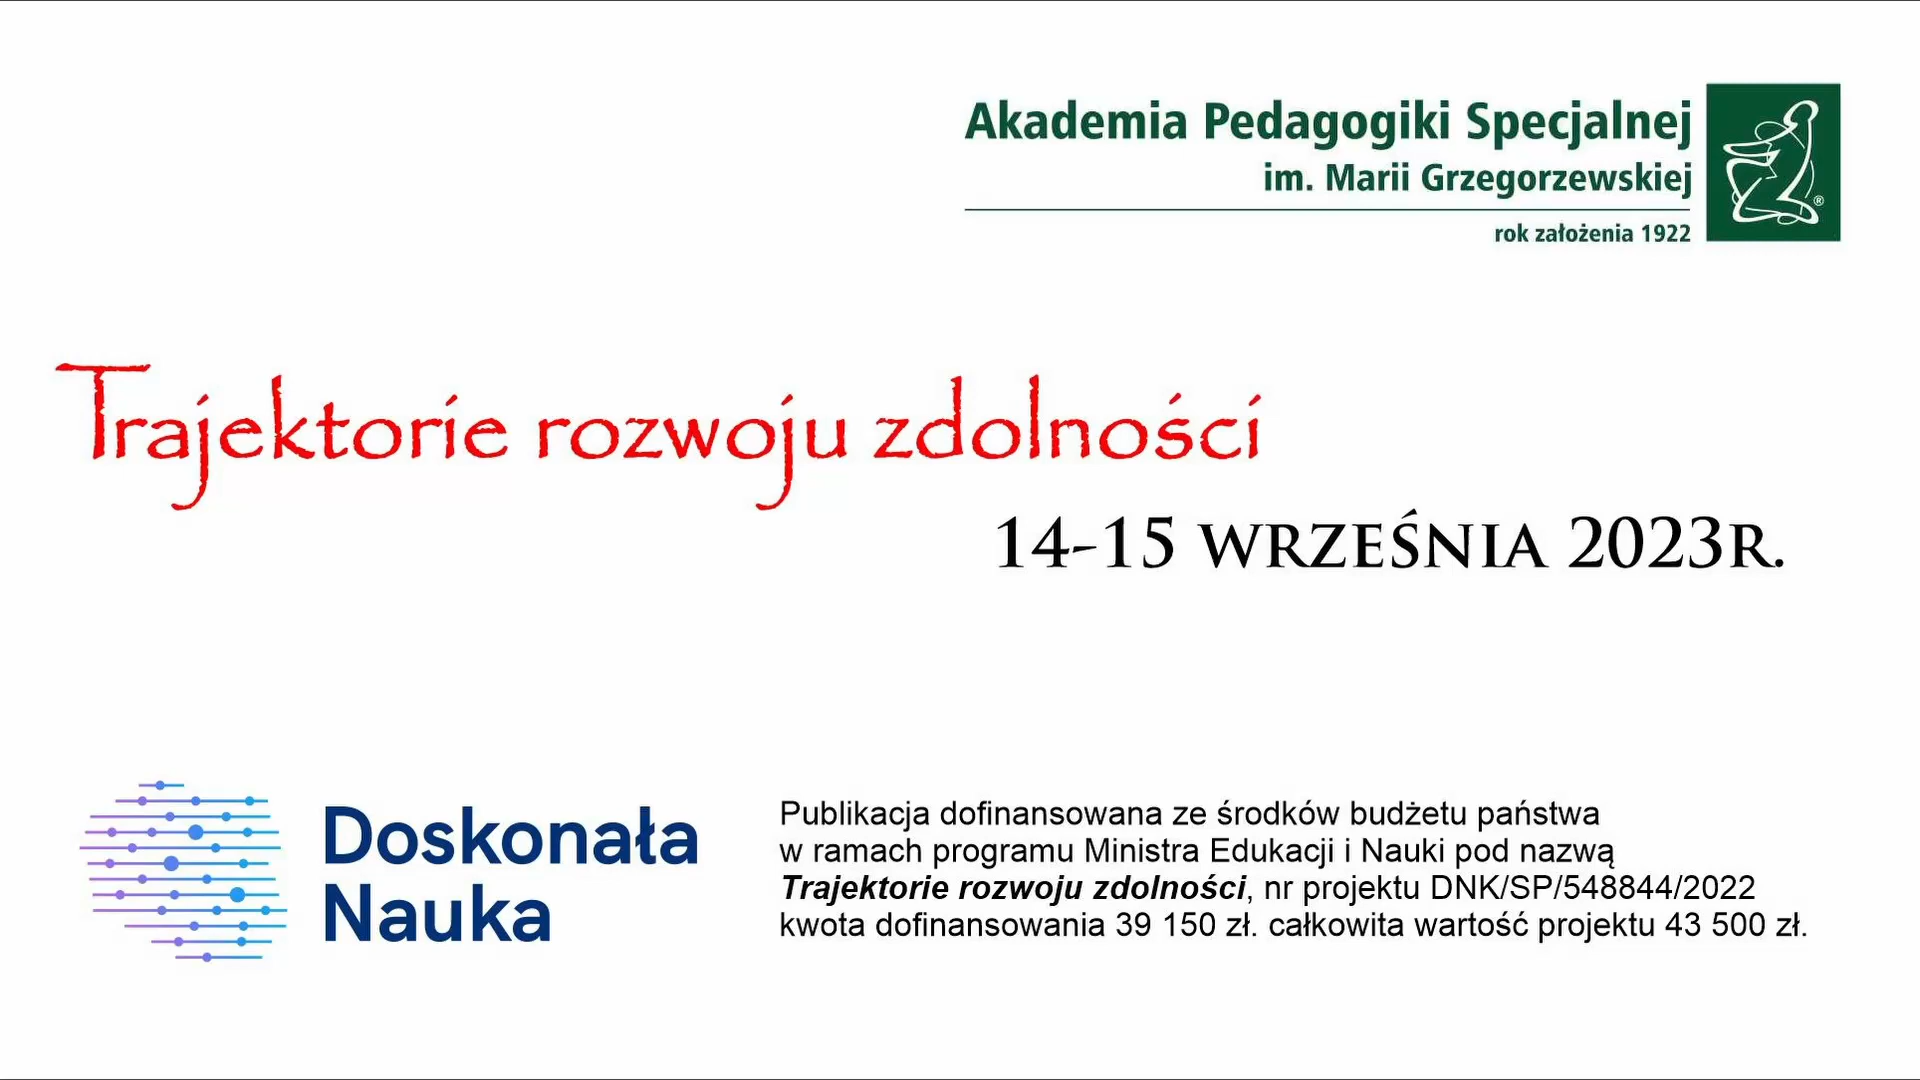 Akademia Pedagogiki Specjalnej
im. Marii Grzegorzewskiej
rok założenia 1922
®
Trajektorie rozwoju zdolności
14-15 WRZEŚNIA 2023R.
Doskonała
Nauka
Publikacja dofinansowana ze środków budżetu państwa
w ramach programu Ministra Edukacji i Nauki pod nazwą
Trajektorie rozwoju zdolności, nr projektu DNK/SP/548844/2022
kwota dofinansowania 39 150 zł. całkowita wartość projektu 43 500 zł.